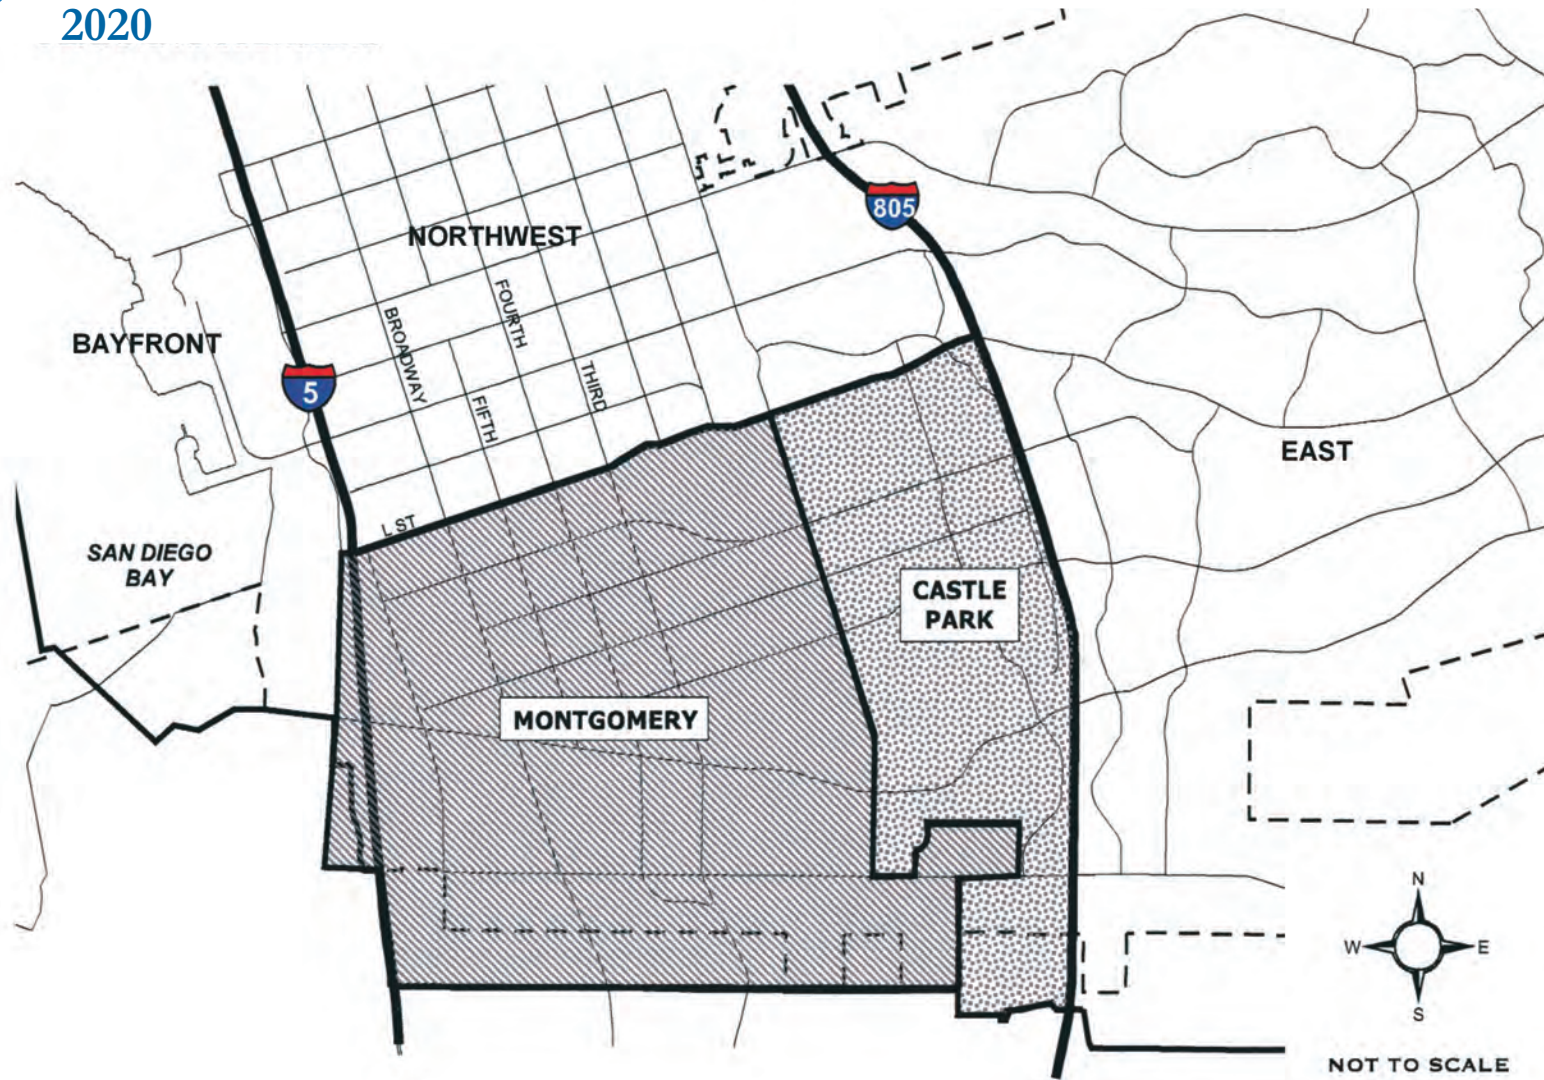 2020
805
NORTHWEST
FOURTH
BROADWAY
BAYFRONT
THIRD
5
FIFTH
EAST
L ST
SAN DIEGO
BAY
CASTLE
PARK
MONTGOMERY
N
W
E
S
NOT TO SCALE